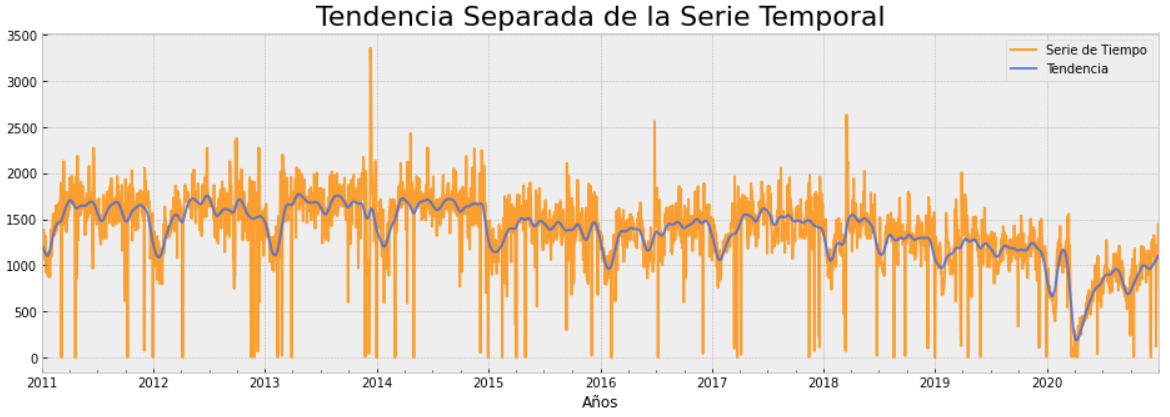 Tendencia Separada de la Serie Temporal
3500
3000
2500
2000
1500
1000
500
0
Serie de Tiempo
Tendencia
2011 2012 2013 2014 2015 2016 2017 2018 2019 2020
Años